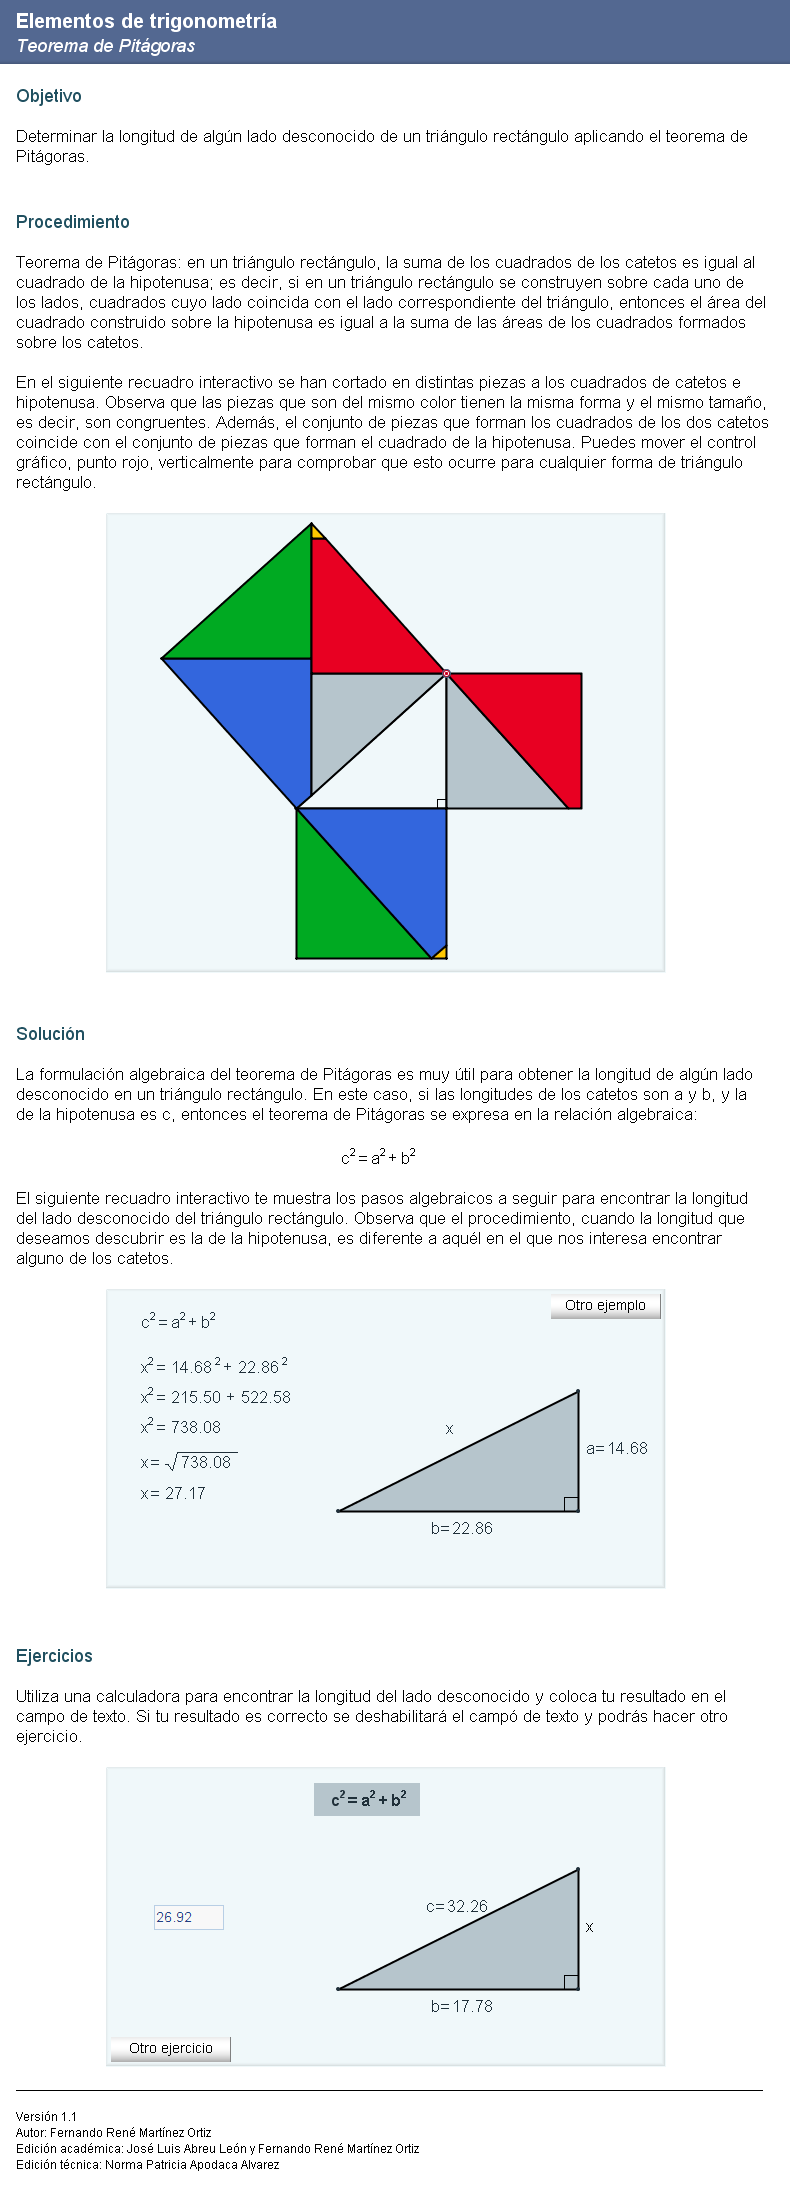 Elementos de trigonometría
Teorema de Pitágoras
Objetivo
Determinar la longitud de algún lado desconocido de un triángulo rectángulo aplicando el teorema de
Pitágoras.
Procedimiento
Teorema de Pitágoras: en un triángulo rectángulo, la suma de los cuadrados de los catetos es igual al
cuadrado de la hipotenusa; es decir, si en un triángulo rectángulo se construyen sobre cada uno de
los lados, cuadrados cuyo lado coincida con el lado correspondiente del triángulo, entonces el área del
cuadrado construido sobre la hipotenusa es igual a la suma de las áreas de los cuadrados formados
sobre los catetos.
En el siguiente recuadro interactivo se han cortado en distintas piezas a los cuadrados de catetos e
hipotenusa. Observa que las piezas que son del mismo color tienen la misma forma y el mismo tamaño,
es decir, son congruentes. Además, el conjunto de piezas que forman los cuadrados de los dos catetos
coincide con el conjunto de piezas que forman el cuadrado de la hipotenusa. Puedes mover el control
gráfico, punto rojo, verticalmente para comprobar que esto ocurre para cualquier forma de triángulo
rectángulo.
Solución
La formulación algebraica del teorema de Pitágoras es muy útil para obtener la longitud de algún lado
desconocido en un triángulo rectángulo. En este caso, si las longitudes de los catetos son a y b, y la
de la hipotenusa es c, entonces el teorema de Pitágoras se expresa en la relación algebraica:
c² = a² + b²
El siguiente recuadro interactivo te muestra los pasos algebraicos a seguir para encontrar la longitud
del lado desconocido del triángulo rectángulo. Observa que el procedimiento, cuando la longitud que
deseamos descubrir es la de la hipotenusa, es diferente a aquél en el que nos interesa encontrar
alguno de los catetos.
Otro ejemplo
c² = a² + b²
x² = 14.68² + 22.86²
x² = 215.50 + 522.58
x² = 738.08
x = √738.08
x = 27.17
x
a=14.68
b=22.86
Ejercicios
Utiliza una calculadora para encontrar la longitud del lado desconocido y coloca tu resultado en el
campo de texto. Si tu resultado es correcto se deshabilitará el campó de texto y podrás hacer otro
ejercicio.
c² = a² + b²
26.92
c=32.26
x
b=17.78
Otro ejercicio
Versión 1.1
Autor: Fernando René Martínez Ortiz
Edición académica: José Luis Abreu León y Fernando René Martínez Ortiz
Edición técnica: Norma Patricia Apodaca Alvarez